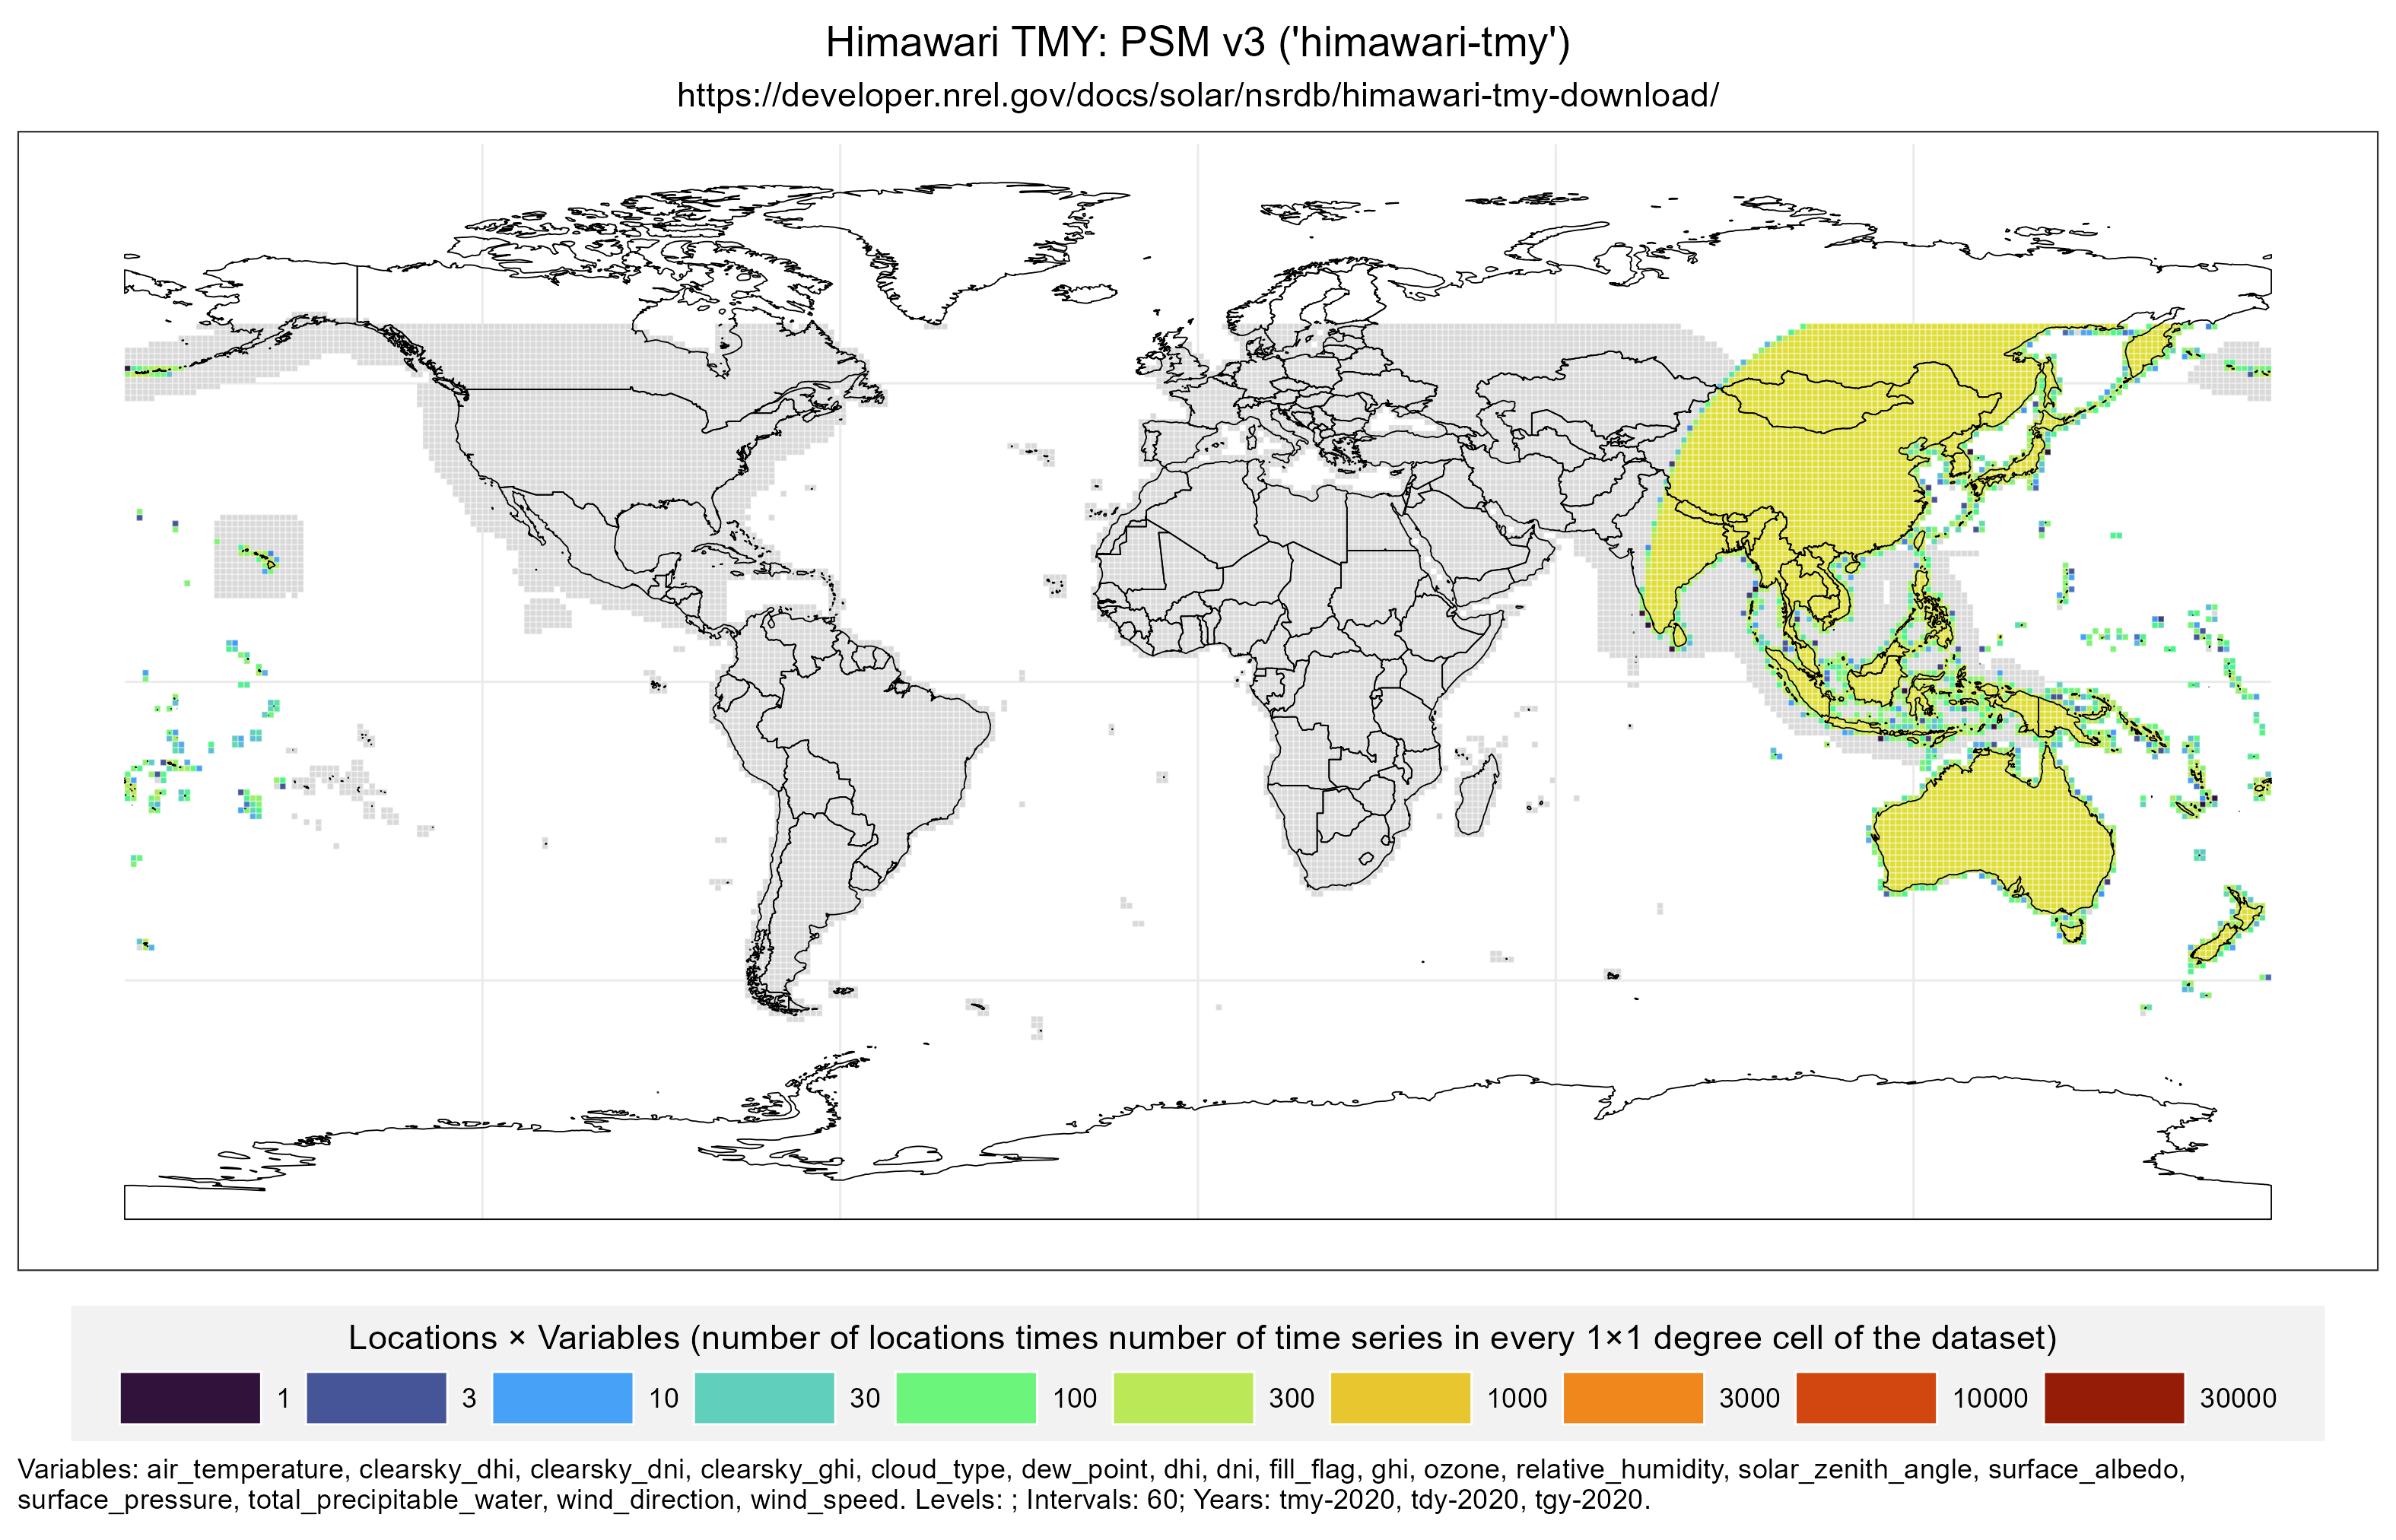 Himawari TMY: PSM v3 ('himawari-tmy')
https://developer.nrel.gov/docs/solar/nsrdb/himawari-tmy-download/
Locations × Variables (number of locations times number of time series in every 1×1 degree cell of the dataset)
1 3 10 30 100 300 1000 3000 10000 30000
Variables: air_temperature, clearsky_dhi, clearsky_dni, clearsky_ghi, cloud_type, dew_point, dhi, dni, fill_flag, ghi, ozone, relative_humidity, solar_zenith_angle, surface_albedo,
surface_pressure, total_precipitable_water, wind_direction, wind_speed. Levels: ; Intervals: 60; Years: tmy-2020, tdy-2020, tgy-2020.